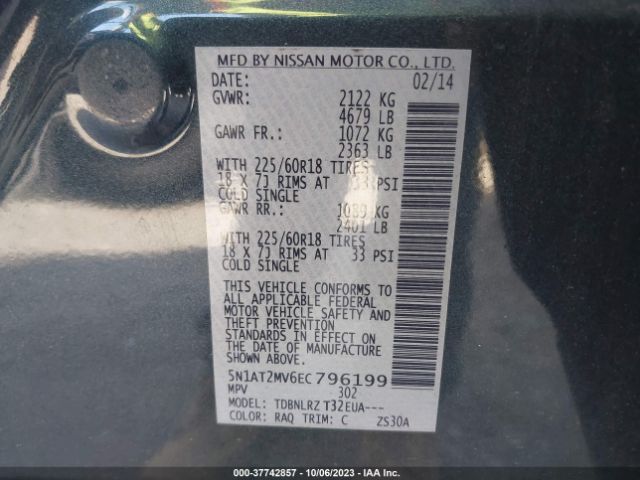 MFD BY NISSAN MOTOR CO., LTD.
DATE: 02/14
GVWR: 2122 KG
4679 LB
GAWR FR.: 1072 KG
2363 LB
WITH 225/60R18 TIRES
18 X 7J RIMS AT 33 PSI
COLD SINGLE
GAWR RR.: 1089 KG
2401 LB
WITH 225/60R18 TIRES
18 X 7J RIMS AT 33 PSI
COLD SINGLE
THIS VEHICLE CONFORMS TO
ALL APPLICABLE FEDERAL
MOTOR VEHICLE SAFETY AND
THEFT PREVENTION
STANDARDS IN EFFECT ON
THE DATE OF MANUFACTURE
SHOWN ABOVE.
5N1AT2MV6EC796199
MPV 302
MODEL: TDBNLRZ T32EUA---
COLOR: RAQ TRIM: C ZS30A
000-37742857 | 10/06/2023 | IAA Inc.